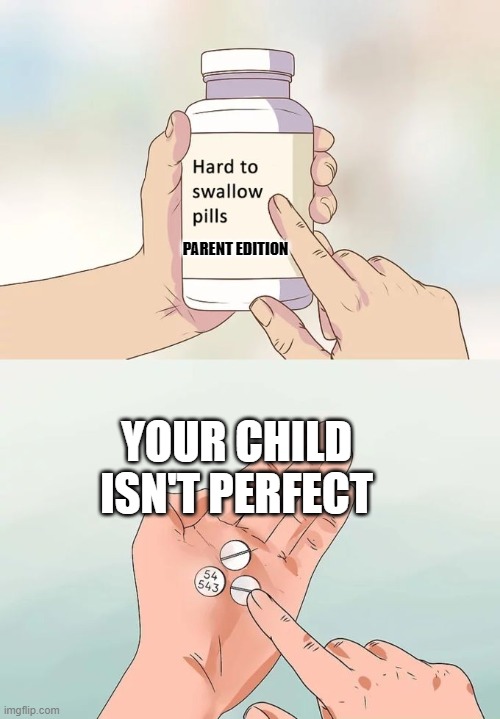 Hard to
swallow
pills
PARENT EDITION
YOUR CHILD
ISN'T PERFECT
54
543
imgflip.com